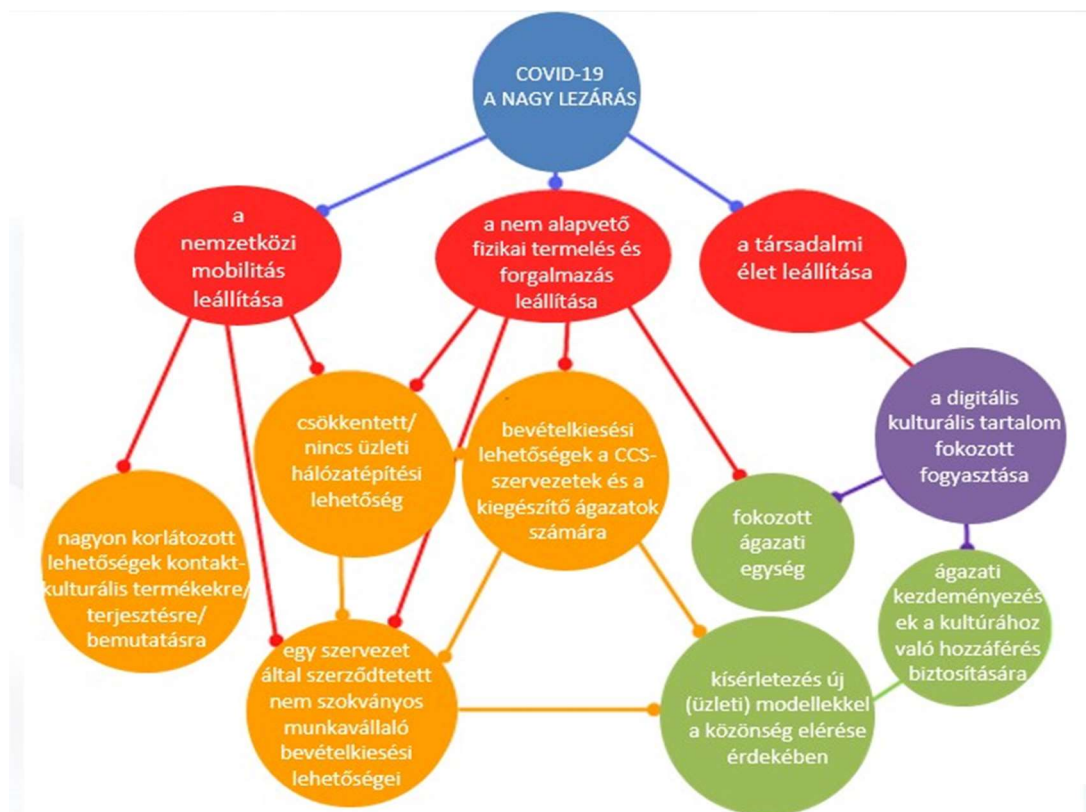 COVID-19
A NAGY LEZÁRÁS
a
nemzetközi
mobilitás
leállítása
a nem alapvető
fizikai termelés és
forgalmazás
leállítása
a társadalmi
élet leállítása
csökkentett/
nincs üzleti
hálózatépítési
lehetőség
bevételkiesési
lehetőségek a CCS-
szervezetek és a
kiegészítő ágazatok
számára
a digitális
kulturális tartalom
fokozott
fogyasztása
nagyon korlátozott
lehetőségek kontakt-
kulturális termékekre/
terjesztésre/
bemutatásra
fokozott
ágazati
egység
ágazati
kezdeményezés
ek a kultúrához
való hozzáférés
biztosítására
egy szervezet
által szerződtetett
nem szokványos
munkavállaló
bevételkiesési
lehetőségei
kísérletezés új
(üzleti) modellekkel
a közönség elérése
érdekében